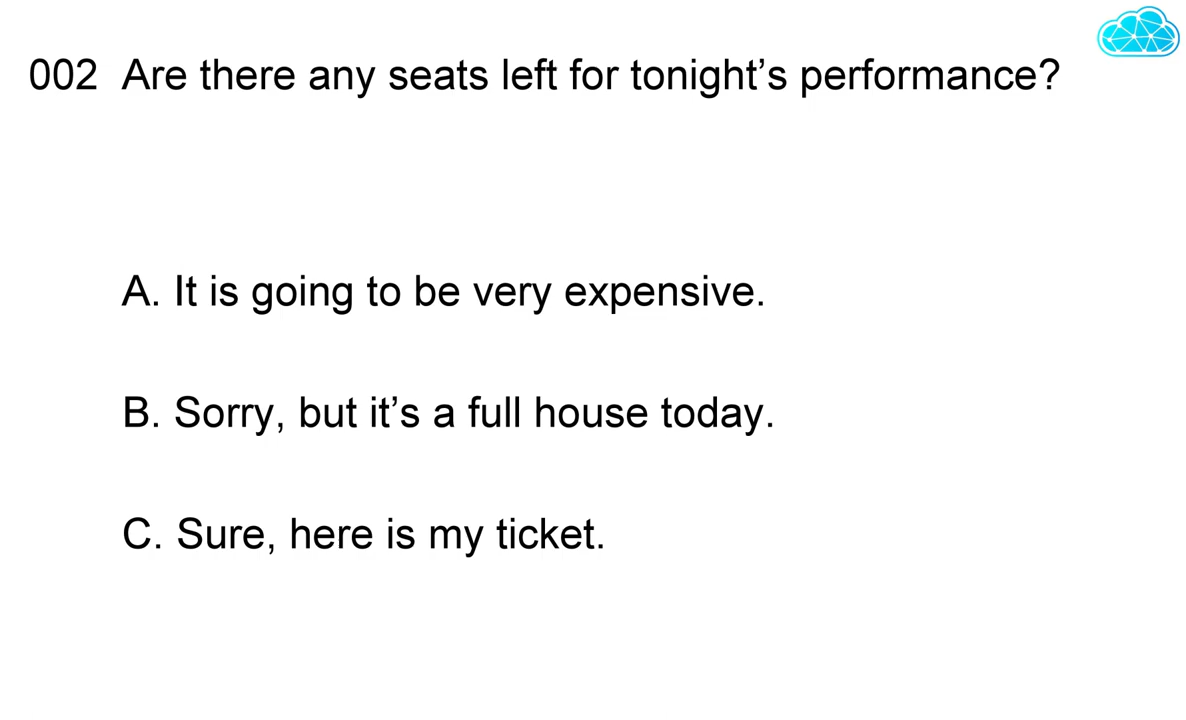 002 Are there any seats left for tonight’s performance?
A. It is going to be very expensive.
B. Sorry, but it’s a full house today.
C. Sure, here is my ticket.